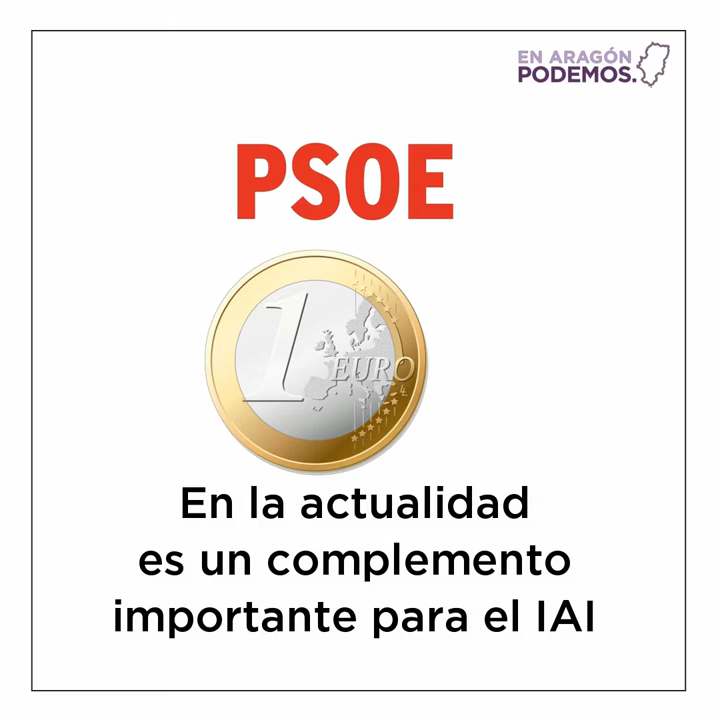 EN ARAGÓN
PODEMOS.
PSOE
1
EURO
En la actualidad
es un complemento
importante para el IAI